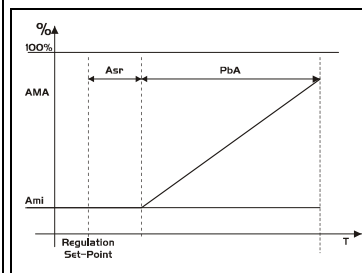 %
100%
Asr
PbA
AMA
Ami
T
Regulation
Set-Point